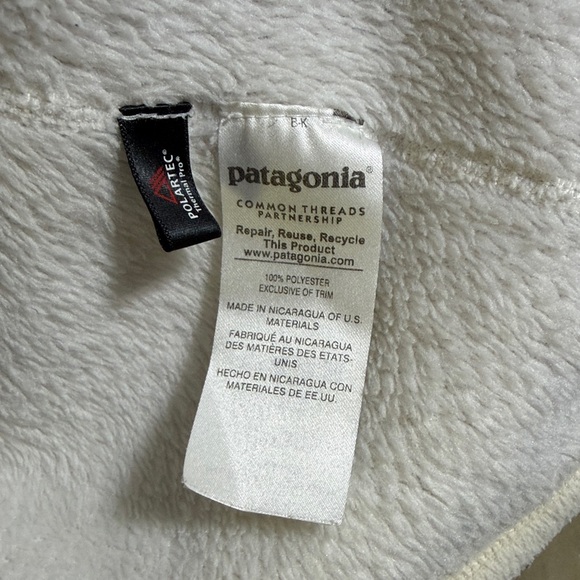 E-K
patagonia®
COMMON THREADS
PARTNERSHIP
Repair, Reuse, Recycle
This Product
www.patagonia.com
100% POLYESTER
EXCLUSIVE OF TRIM
MADE IN NICARAGUA OF U.S.
MATERIALS
FABRIQUÉ AU NICARAGUA
DES MATIÈRES DES ETATS-
UNIS
HECHO EN NICARAGUA CON
MATERIALES DE EE.UU.
POLARTEC®
Thermal Pro®